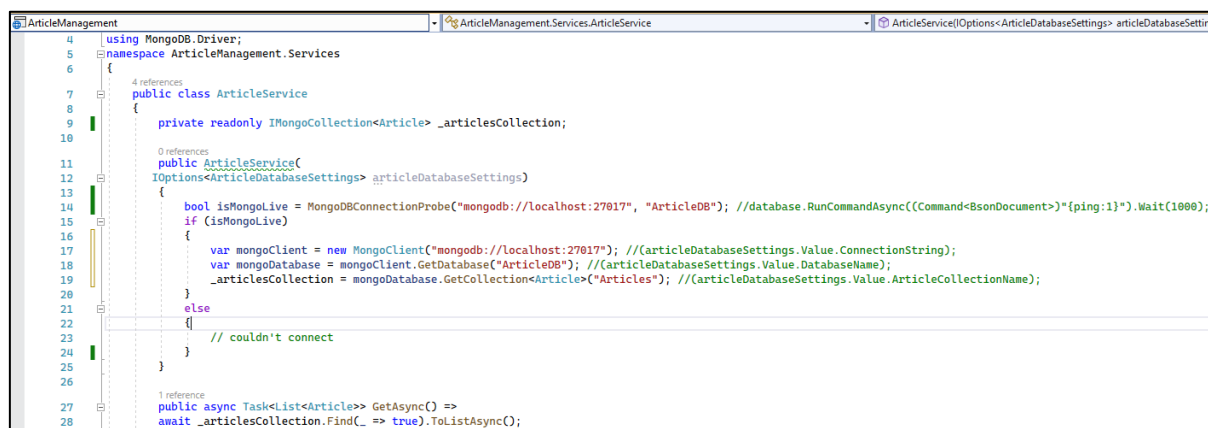 ArticleManagement ArticleManagement.Services.ArticleService ArticleService(IOptions<ArticleDatabaseSettings> articleDatabaseSettin
4 using MongoDB.Driver;
5 namespace ArticleManagement.Services
6 {
4 references
7 public class ArticleService
8 {
9 private readonly IMongoCollection<Article> _articlesCollection;
10
0 references
11 public ArticleService(
12 IOptions<ArticleDatabaseSettings> articleDatabaseSettings)
13 {
14 bool isMongoLive = MongoDBConnectionProbe("mongodb://localhost:27017", "ArticleDB"); //database.RunCommandAsync((Command<BsonDocument>)"{ping:1}").Wait(1000);
15 if (isMongoLive)
16 {
17 var mongoClient = new MongoClient("mongodb://localhost:27017"); //(articleDatabaseSettings.Value.ConnectionString);
18 var mongoDatabase = mongoClient.GetDatabase("ArticleDB"); //(articleDatabaseSettings.Value.DatabaseName);
19 _articlesCollection = mongoDatabase.GetCollection<Article>("Articles"); //(articleDatabaseSettings.Value.ArticleCollectionName);
20 }
21 else
22 {
23 // couldn't connect
24 }
25 }
26
1 reference
27 public async Task<List<Article>> GetAsync() =>
28 await _articlesCollection.Find(_ => true).ToListAsync();